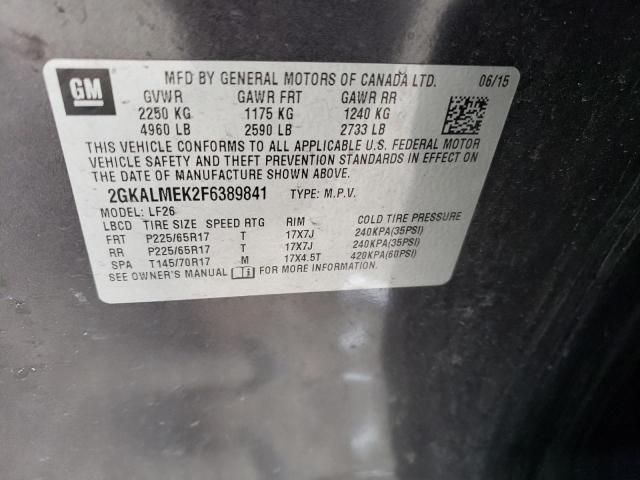 GM
MFD BY GENERAL MOTORS OF CANADA LTD. 06/15
GVWR GAWR FRT GAWR RR
2250 KG 1175 KG 1240 KG
4960 LB 2590 LB 2733 LB
THIS VEHICLE CONFORMS TO ALL APPLICABLE U.S. FEDERAL MOTOR
VEHICLE SAFETY AND THEFT PREVENTION STANDARDS IN EFFECT ON
THE DATE OF MANUFACTURE SHOWN ABOVE.
2GKALMEK2F6389841 TYPE: M.P.V.
MODEL: LF26
LBCD TIRE SIZE SPEED RTG RIM COLD TIRE PRESSURE
FRT P225/65R17 T 17X7J 240KPA(35PSI)
RR P225/65R17 T 17X7J 240KPA(35PSI)
SPA T145/70R17 M 17X4.5T 420KPA(60PSI)
SEE OWNER'S MANUAL FOR MORE INFORMATION.